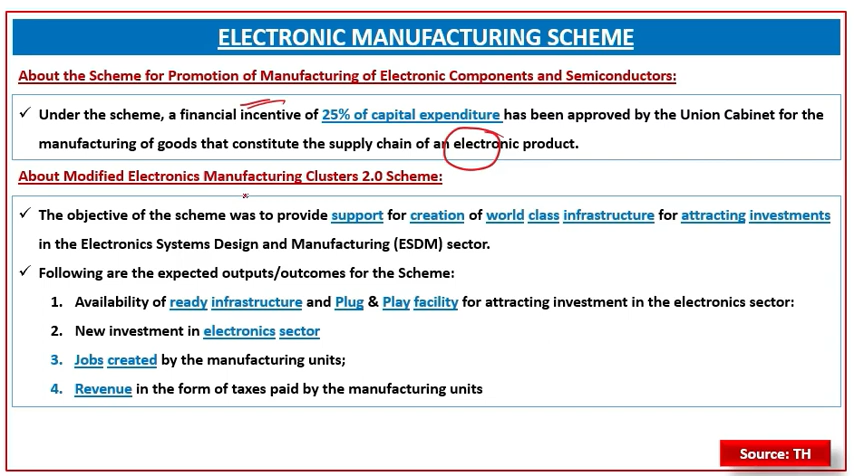 ELECTRONIC MANUFACTURING SCHEME
About the Scheme for Promotion of Manufacturing of Electronic Components and Semiconductors:
✓ Under the scheme, a financial incentive of 25% of capital expenditure has been approved by the Union Cabinet for the
manufacturing of goods that constitute the supply chain of an electronic product.
About Modified Electronics Manufacturing Clusters 2.0 Scheme:
✓ The objective of the scheme was to provide support for creation of world class infrastructure for attracting investments
in the Electronics Systems Design and Manufacturing (ESDM) sector.
✓ Following are the expected outputs/outcomes for the Scheme:
1. Availability of ready infrastructure and Plug & Play facility for attracting investment in the electronics sector:
2. New investment in electronics sector
3. Jobs created by the manufacturing units;
4. Revenue in the form of taxes paid by the manufacturing units
Source: TH